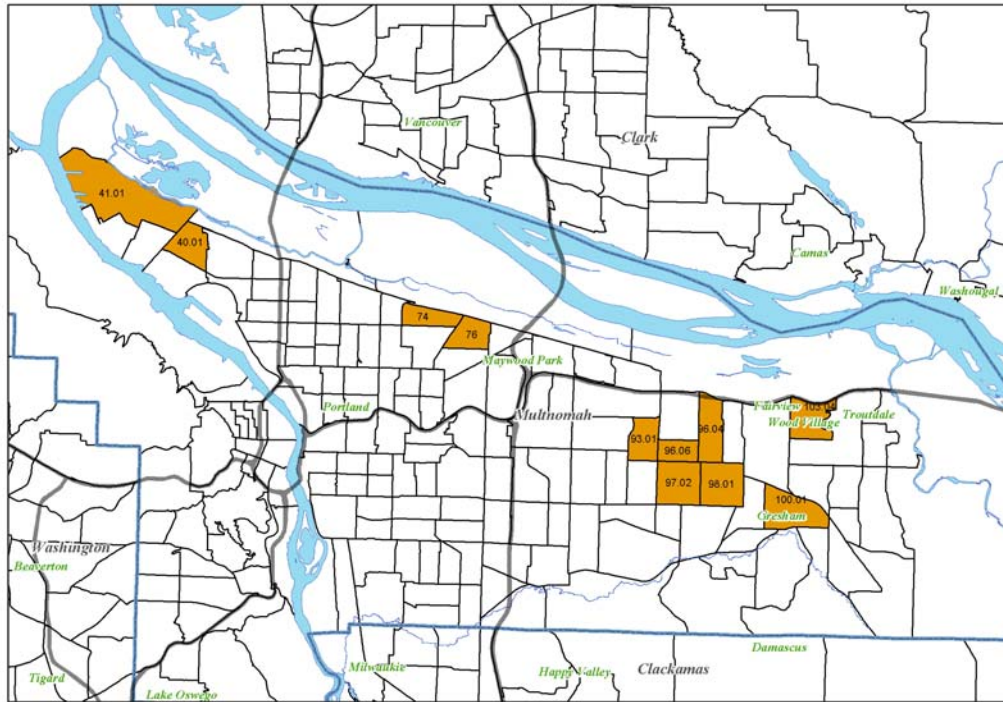 Vancouver
Clark
41.01
40.01
Camas
Washougal
74
76
Maywood Park
Portland
Multnomah
Fairview
Wood Village
Troutdale
93.01
96.04
96.06
97.02
98.01
100.01
Gresham
Washington
Beaverton
Tigard
Lake Oswego
Milwaukie
Happy Valley
Clackamas
Damascus